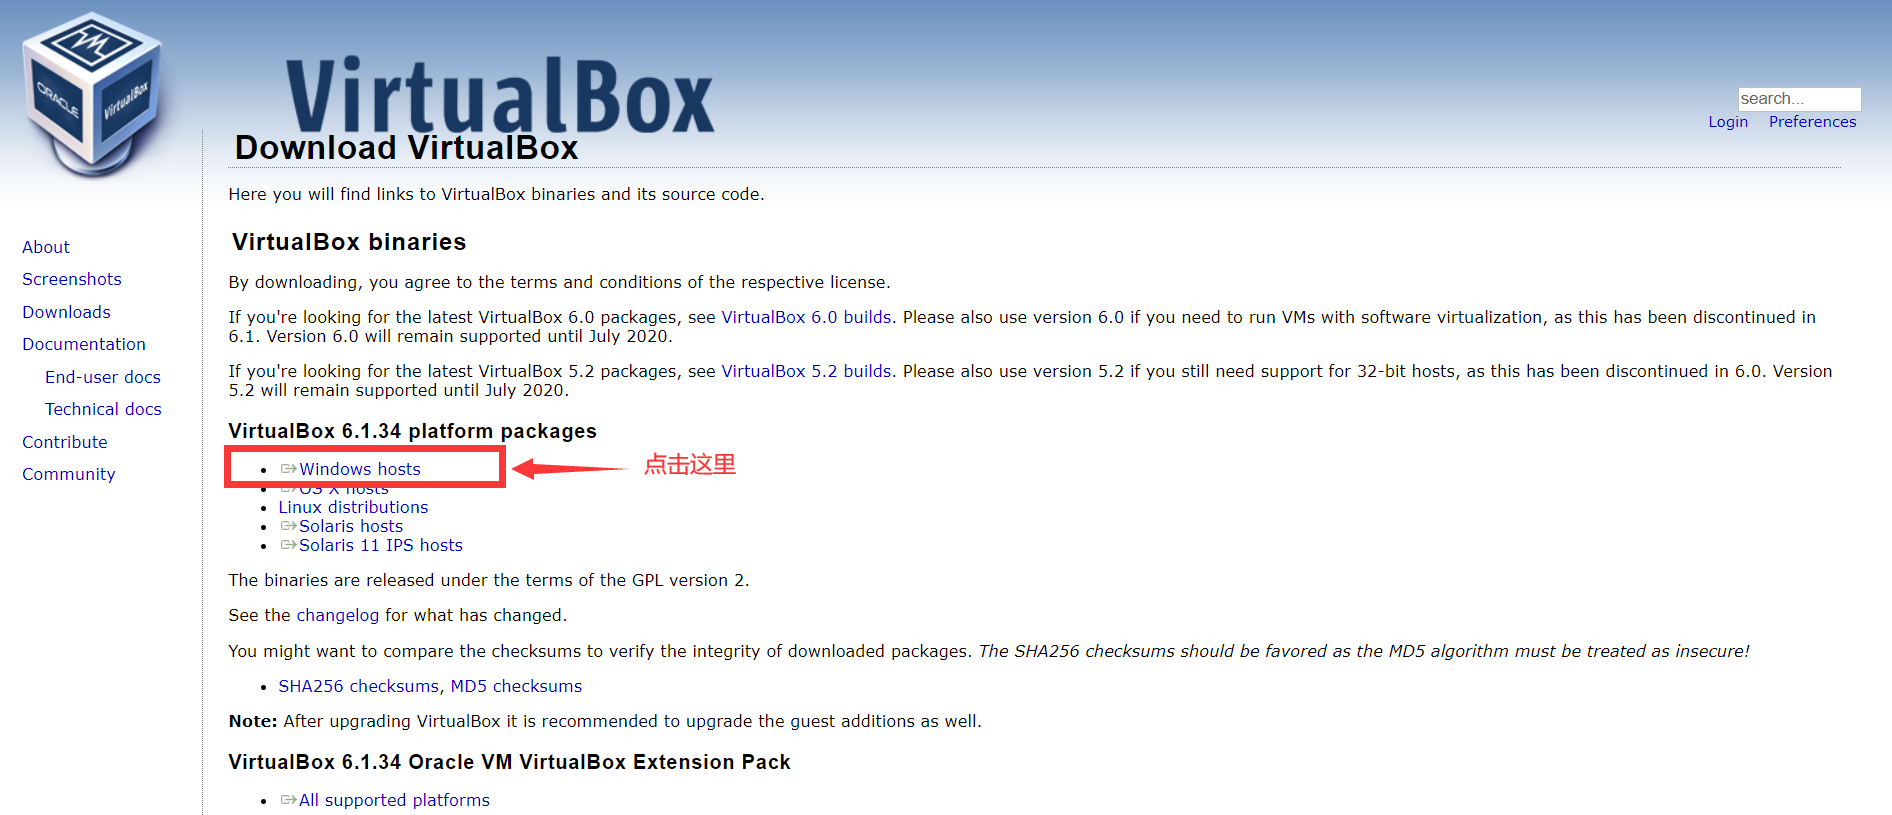 ORACLE
VirtualBox
VirtualBox
search...
Login Preferences
Download VirtualBox
Here you will find links to VirtualBox binaries and its source code.
About
Screenshots
Downloads
Documentation
End-user docs
Technical docs
Contribute
Community
VirtualBox binaries
By downloading, you agree to the terms and conditions of the respective license.
If you're looking for the latest VirtualBox 6.0 packages, see VirtualBox 6.0 builds. Please also use version 6.0 if you need to run VMs with software virtualization, as this has been discontinued in
6.1. Version 6.0 will remain supported until July 2020.
If you're looking for the latest VirtualBox 5.2 packages, see VirtualBox 5.2 builds. Please also use version 5.2 if you still need support for 32-bit hosts, as this has been discontinued in 6.0. Version
5.2 will remain supported until July 2020.
VirtualBox 6.1.34 platform packages
Windows hosts
点击这里
OS X hosts
Linux distributions
Solaris hosts
Solaris 11 IPS hosts
The binaries are released under the terms of the GPL version 2.
See the changelog for what has changed.
You might want to compare the checksums to verify the integrity of downloaded packages. The SHA256 checksums should be favored as the MD5 algorithm must be treated as insecure!
SHA256 checksums, MD5 checksums
Note: After upgrading VirtualBox it is recommended to upgrade the guest additions as well.
VirtualBox 6.1.34 Oracle VM VirtualBox Extension Pack
All supported platforms